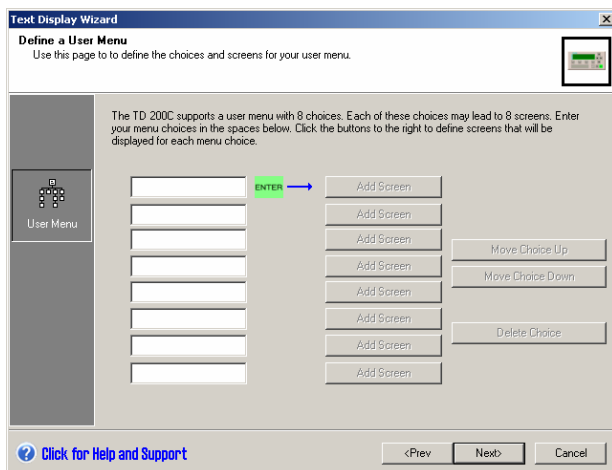 Text Display Wizard
Define a User Menu
Use this page to to define the choices and screens for your user menu.
The TD 200C supports a user menu with 8 choices. Each of these choices may lead to 8 screens. Enter
your menu choices in the spaces below. Click the buttons to the right to define screens that will be
displayed for each menu choice.
User Menu
ENTER
Add Screen
Add Screen
Add Screen
Add Screen
Add Screen
Add Screen
Add Screen
Add Screen
Move Choice Up
Move Choice Down
Delete Choice
Click for Help and Support
<Prev
Next>
Cancel